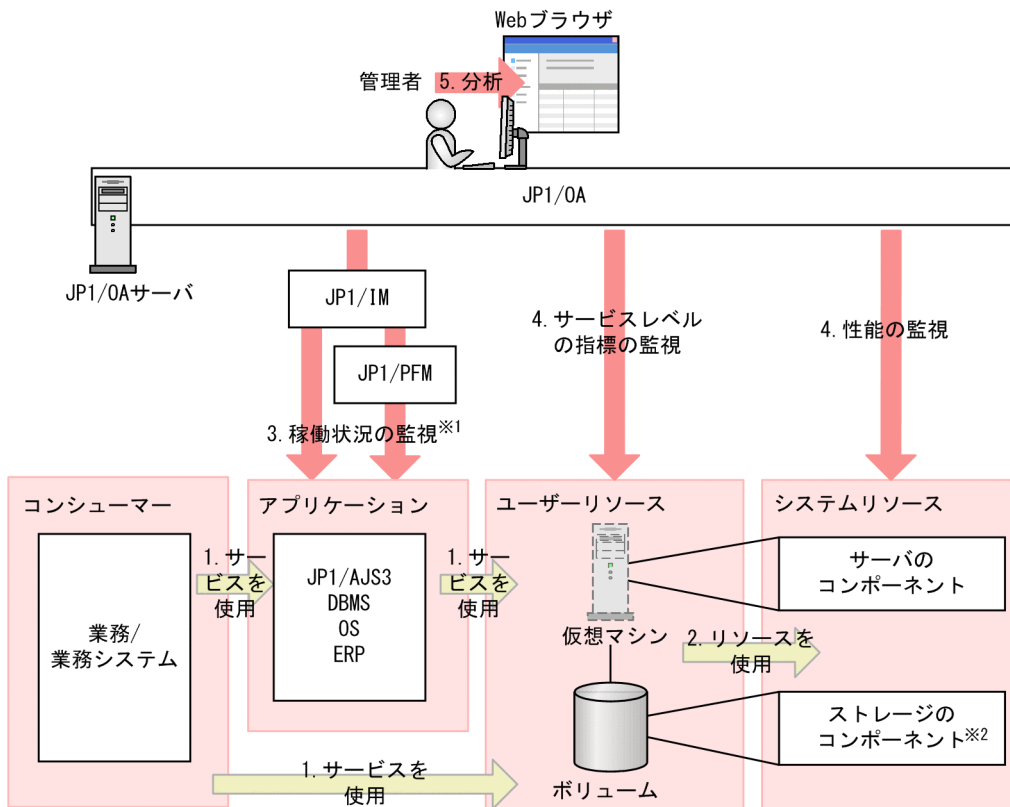 Webブラウザ
管理者
5.分析
JP1/OA
JP1/OAサーバ
JP1/IM
JP1/PFM
3.稼働状況の監視※1
4.サービスレベル
の指標の監視
4.性能の監視
コンシューマー
業務/
業務システム
1.サー
ビスを
使用
アプリケーション
JP1/AJS3
DBMS
OS
ERP
1.サー
ビスを
使用
ユーザーリソース
仮想マシン
ボリューム
2.リソースを
使用
システムリソース
サーバの
コンポーネント
ストレージの
コンポーネント※2
1.サービスを
使用